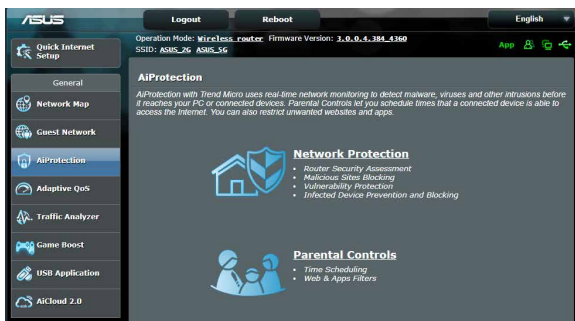 ASUS
Logout
Reboot
English
Quick Internet
Setup
Operation Mode: Wireless router Firmware Version: 3.0.0.4.384_4360
SSID: ASUS_2G ASUS_5G
App
General
Network Map
Guest Network
AiProtection
Adaptive QoS
Traffic Analyzer
Game Boost
USB Application
AiCloud 2.0
AiProtection
AiProtection with Trend Micro uses real-time network monitoring to detect malware, viruses and other intrusions before
it reaches your PC or connected devices. Parental Controls let you schedule times that a connected device is able to
access the Internet. You can also restrict unwanted websites and apps.
Network Protection
• Router Security Assessment
• Malicious Sites Blocking
• Vulnerability Protection
• Infected Device Prevention and Blocking
Parental Controls
• Time Scheduling
• Web & Apps Filters